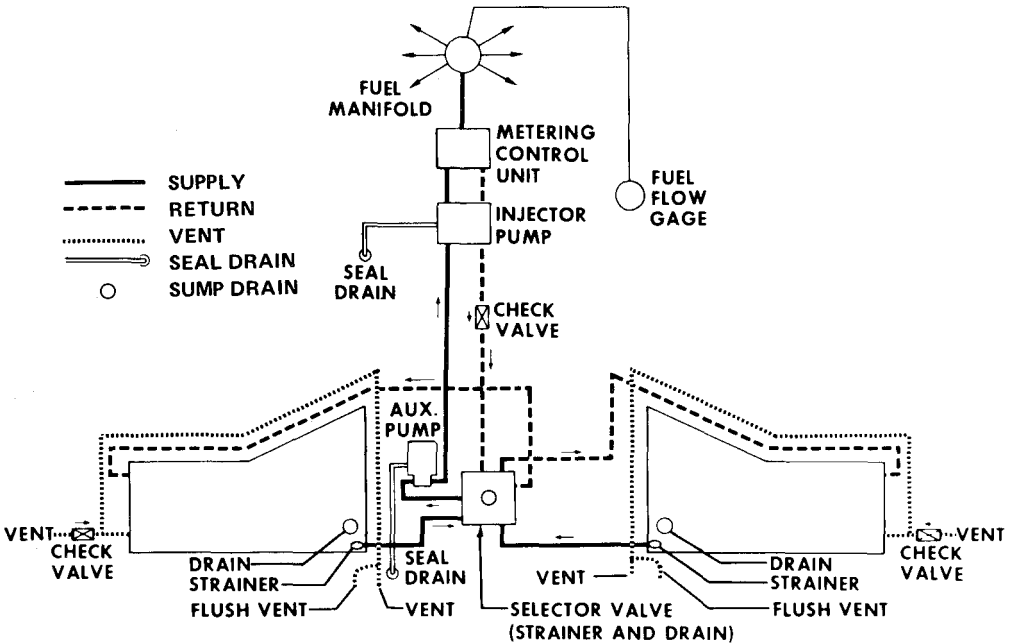 FUEL
MANIFOLD
METERING
CONTROL
UNIT
FUEL
FLOW
GAGE
SUPPLY
RETURN
VENT
SEAL DRAIN
SUMP DRAIN
INJECTOR
PUMP
SEAL
DRAIN
CHECK
VALVE
AUX.
PUMP
VENT
CHECK
VALVE
DRAIN
STRAINER
FLUSH VENT
SEAL
DRAIN
VENT
VENT
SELECTOR VALVE
(STRAINER AND DRAIN)
DRAIN
STRAINER
FLUSH VENT
VENT
CHECK
VALVE